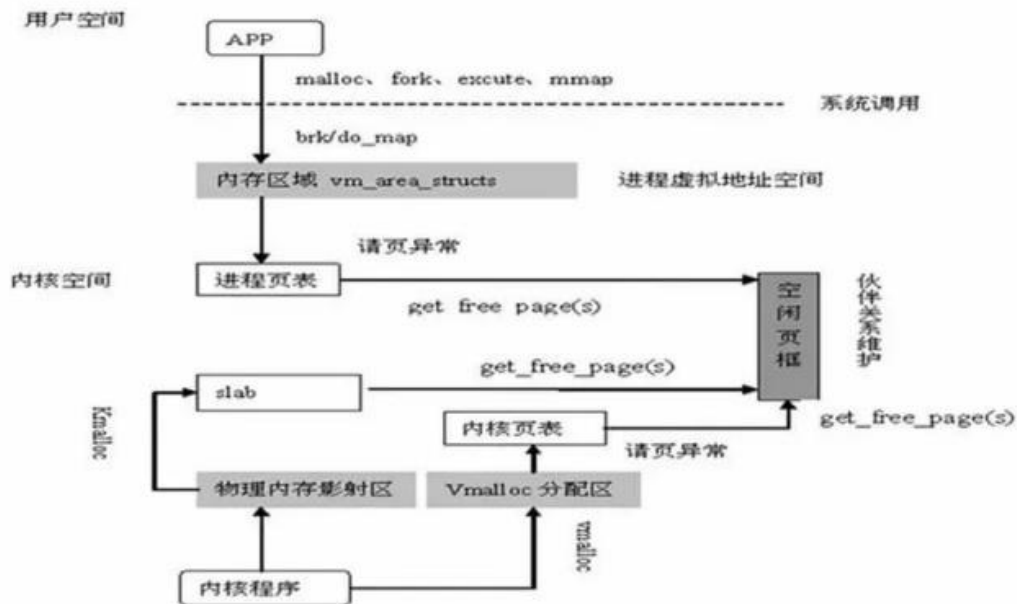 用户空间
APP
malloc、fork、excute、mmap
系统调用
brk/do_map
内存区域 vm_area_structs
进程虚拟地址空间
请页异常
内核空间
进程页表
get free page(s)
空闲页框
伙伴关系维护
get_free_page(s)
slab
Kmalloc
内核页表
get_free_page(s)
请页异常
物理内存影射区
Vmalloc 分配区
vmalloc
内核程序